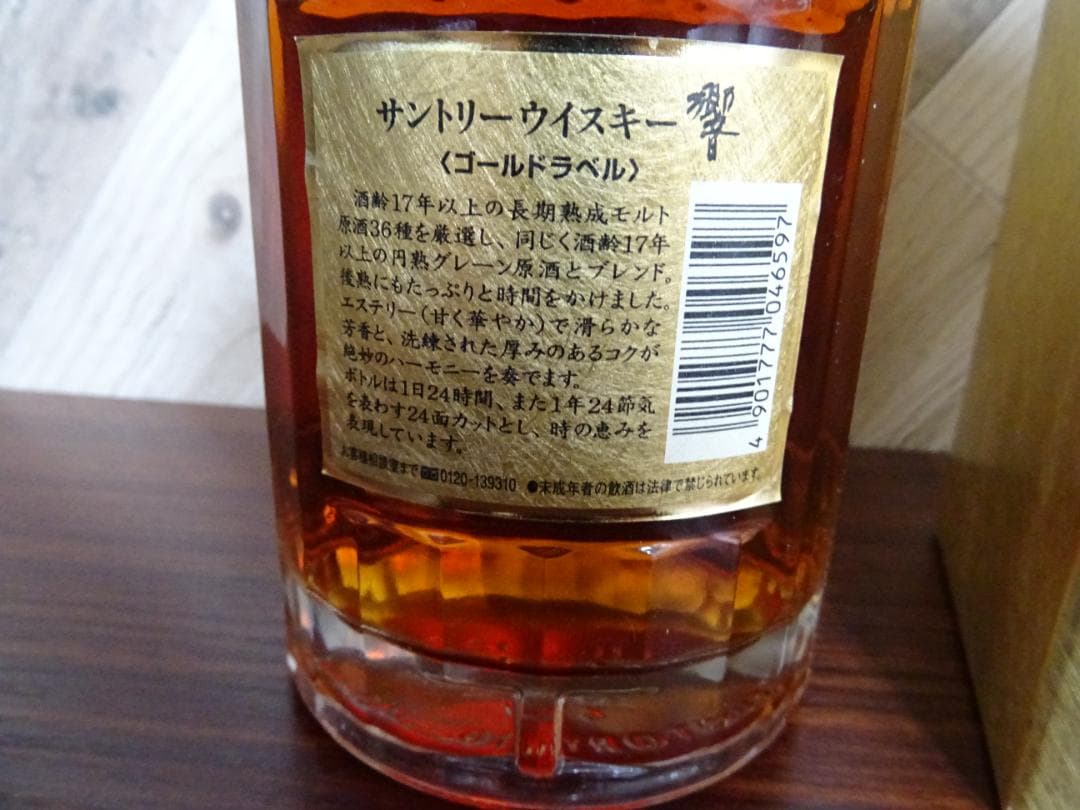 サントリーウイスキー 響
〈ゴールドラベル〉
酒齢17年以上の長期熟成モルト
原酒36種を厳選し、同じく酒齢17年
以上の円熟グレーン原酒とブレンド。
後熟にもたっぷりと時間をかけました。
エステリー(甘く華やか)で滑らかな
芳香と、洗練された厚みのあるコクが
絶妙のハーモニーを奏でます。
ボトルは1日24時間、また1年24節気
を表わす24面カットとし、時の恵みを
表現しています。
お客様相談室まで 0120-139310 ●未成年者の飲酒は法律で禁じられています。
4 901777 046597